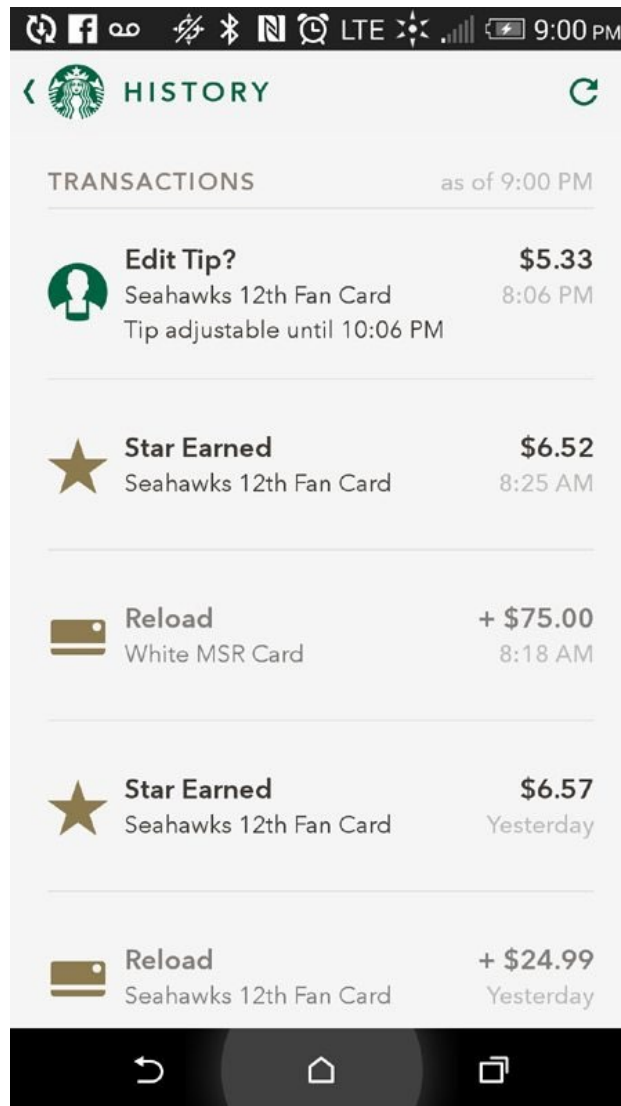 LTE 9:00 PM
HISTORY
TRANSACTIONS as of 9:00 PM
Edit Tip? $5.33
Seahawks 12th Fan Card 8:06 PM
Tip adjustable until 10:06 PM
Star Earned $6.52
Seahawks 12th Fan Card 8:25 AM
Reload + $75.00
White MSR Card 8:18 AM
Star Earned $6.57
Seahawks 12th Fan Card Yesterday
Reload + $24.99
Seahawks 12th Fan Card Yesterday